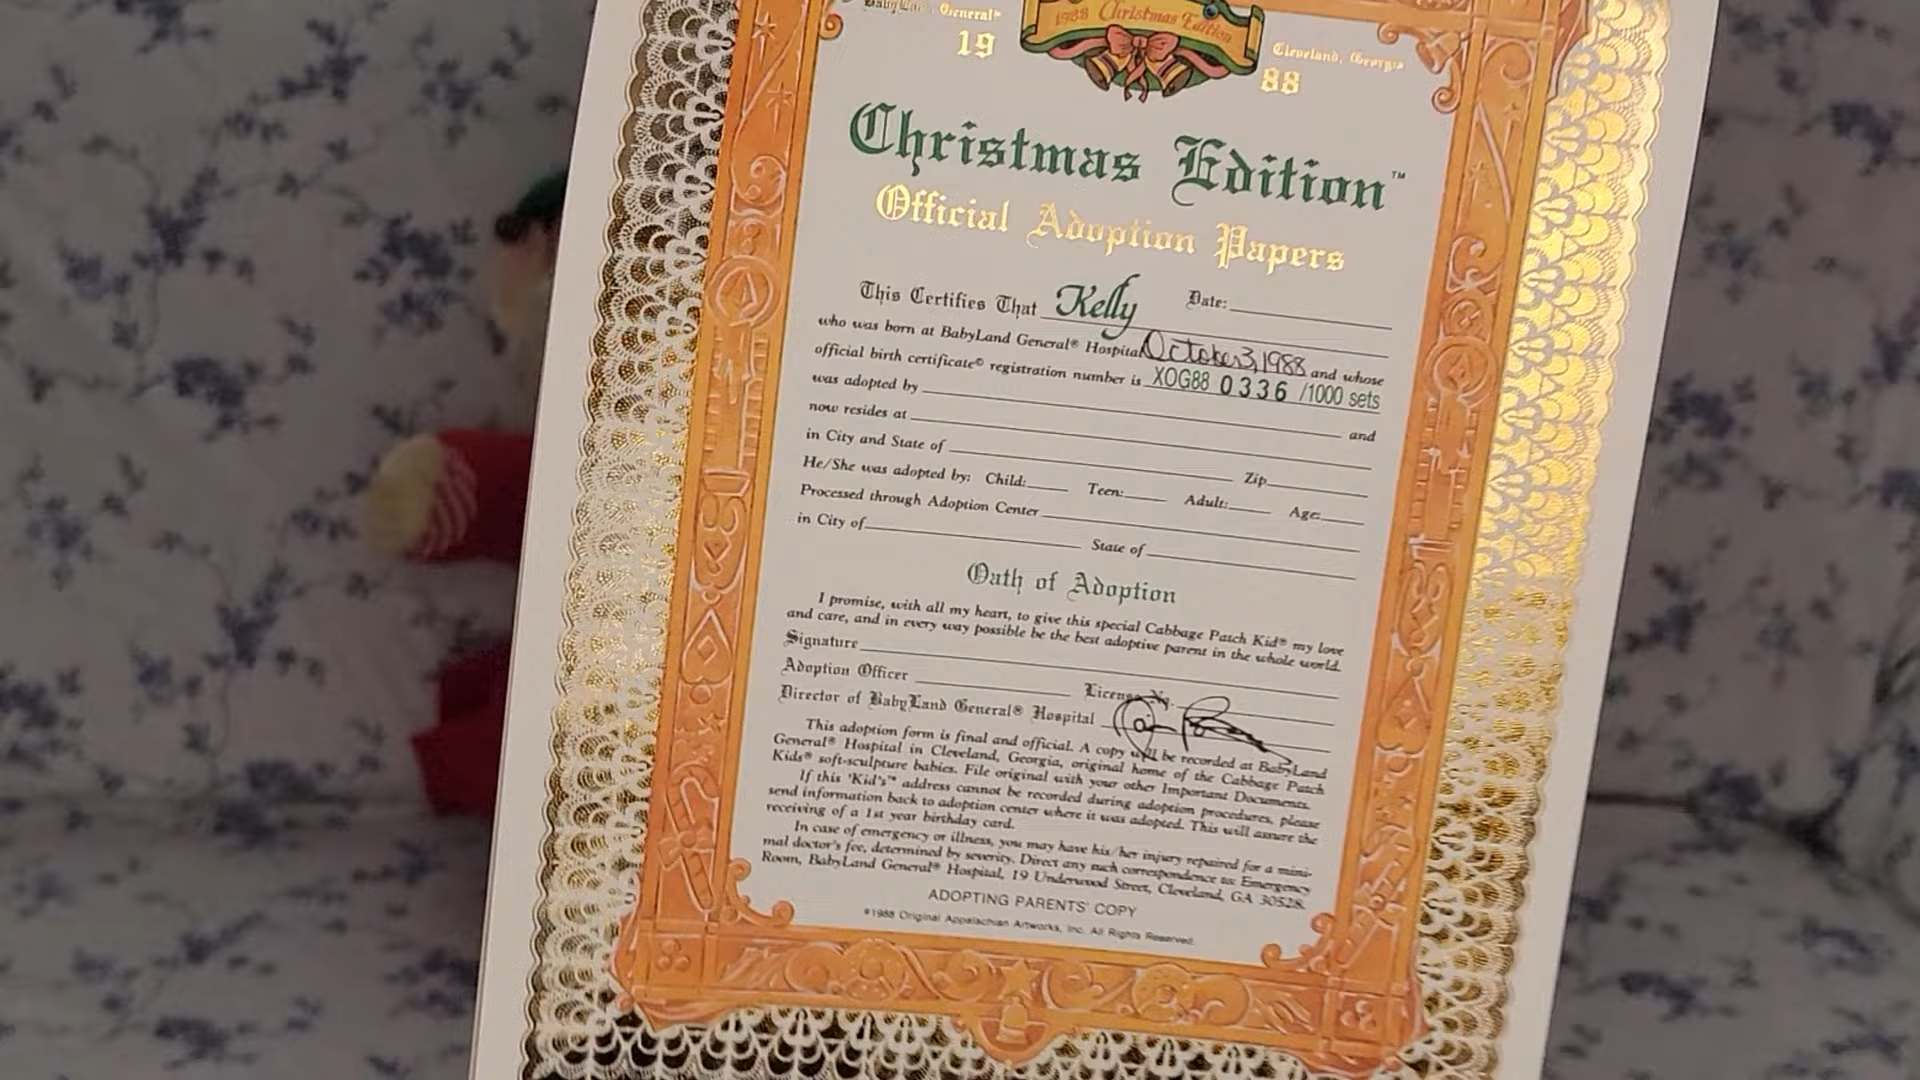 1988 Christmas Edition
BabyLand General™
19
Cleveland, Georgia
88
Christmas Edition™
Official Adoption Papers
This Certifies That Kelly Date:
who was born at BabyLand General® Hospital October 3, 1988 and whose
official birth certificate® registration number is XOG88 0336 /1000 sets
was adopted by and
now resides at
in City and State of Zip
He/She was adopted by: Child: Teen: Adult: Age:
Processed through Adoption Center
in City of State of
Oath of Adoption
I promise, with all my heart, to give this special Cabbage Patch Kid® my love
and care, and in every way possible be the best adoptive parent in the whole world.
Signature
Adoption Officer License No.
Director of BabyLand General® Hospital
This adoption form is final and official. A copy will be recorded at BabyLand
General® Hospital in Cleveland, Georgia, original home of the Cabbage Patch
Kids® soft-sculpture babies. File original with your other Important Documents.
If this 'Kid's™ address cannot be recorded during adoption procedures, please
send information back to adoption center where it was adopted. This will assure the
receiving of a 1st year birthday card.
In case of emergency or illness, you may have his/her injury repaired for a mini-
mal doctor's fee, determined by severity. Direct any such correspondence to: Emergency
Room, BabyLand General® Hospital, 19 Underwood Street, Cleveland, GA 30528.
ADOPTING PARENTS' COPY
©1988 Original Appalachian Artworks, Inc. All Rights Reserved.